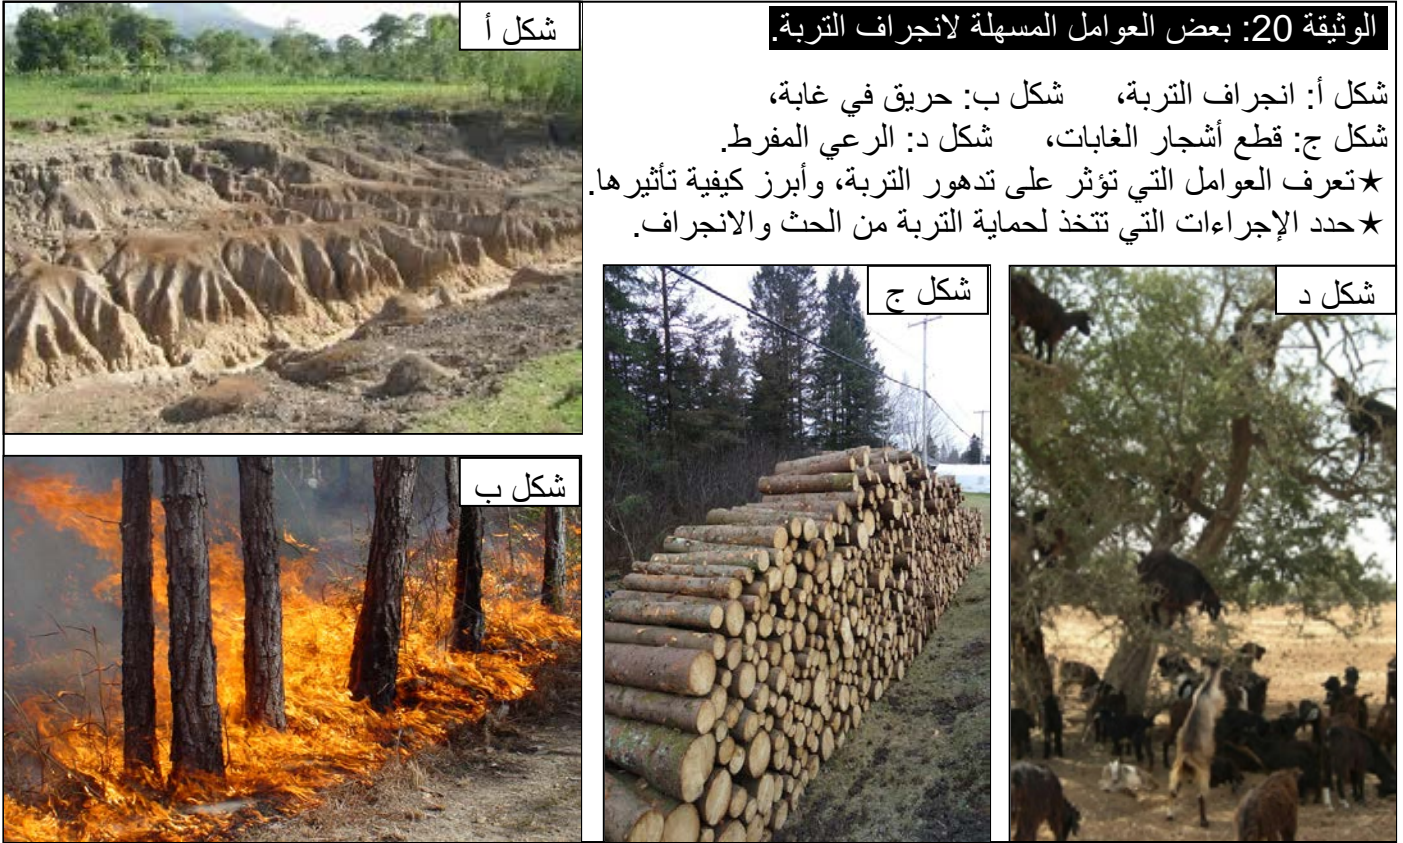 الوثيقة 20: بعض العوامل المسهلة لانجراف التربة.
شكل أ: انجراف التربة، شكل ب: حريق في غابة،
شكل ج: قطع أشجار الغابات، شكل د: الرعي المفرط.
★تعرف العوامل التي تؤثر على تدهور التربة، وأبرز كيفية تأثيرها.
★حدد الإجراءات التي تتخذ لحماية التربة من الحث والانجراف.
شكل أ
شكل د
شكل ج
شكل ب